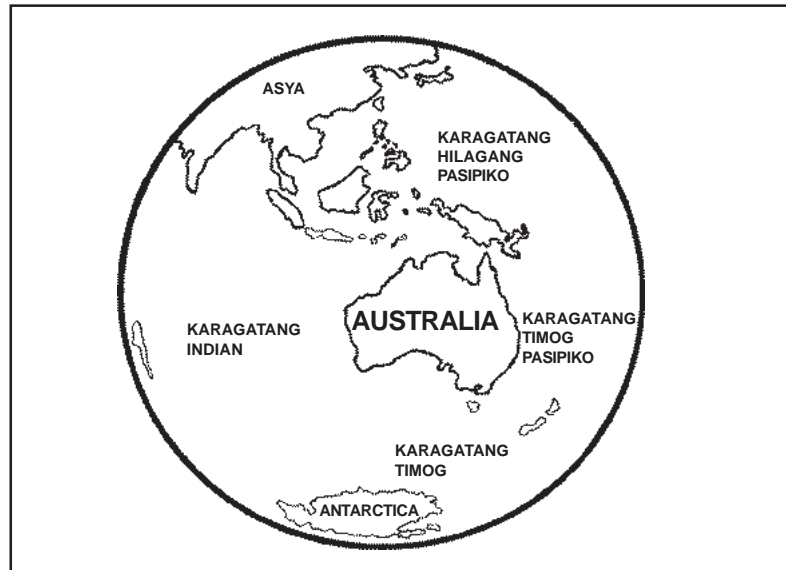 ASYA
KARAGATANG
HILAGANG
PASIPIKO
KARAGATANG
INDIAN
AUSTRALIA
KARAGATANG
TIMOG
PASIPIKO
KARAGATANG
TIMOG
ANTARCTICA